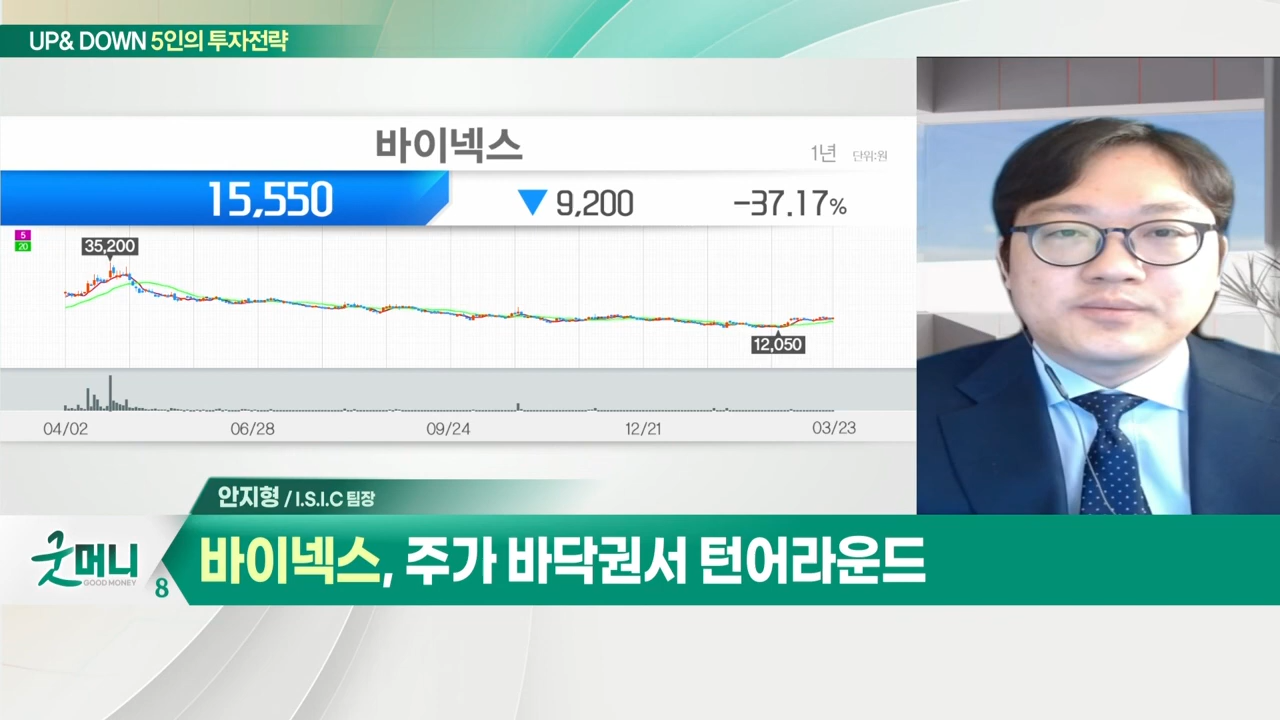 UP& DOWN 5인의 투자전략
바이넥스
1년 단위:원
15,550 ▼ 9,200 -37.17%
5
20
35,200
12,050
04/02 06/28 09/24 12/21 03/23
안지형 / I.S.I.C 팀장
굿머니
GOOD MONEY
8
바이넥스, 주가 바닥권서 턴어라운드